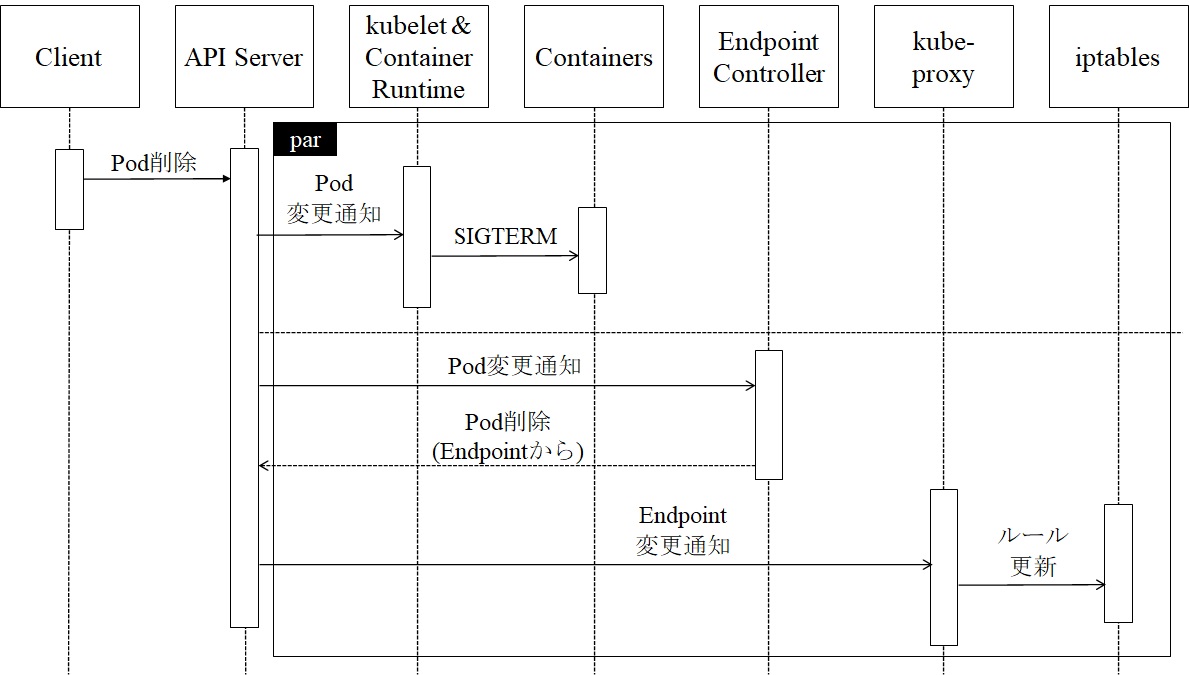 Client
API Server
kubelet &
Container
Runtime
Containers
Endpoint
Controller
kube-
proxy
iptables
par
Pod削除
Pod
変更通知
SIGTERM
Pod変更通知
Pod削除
(Endpointから)
Endpoint
変更通知
ルール
更新